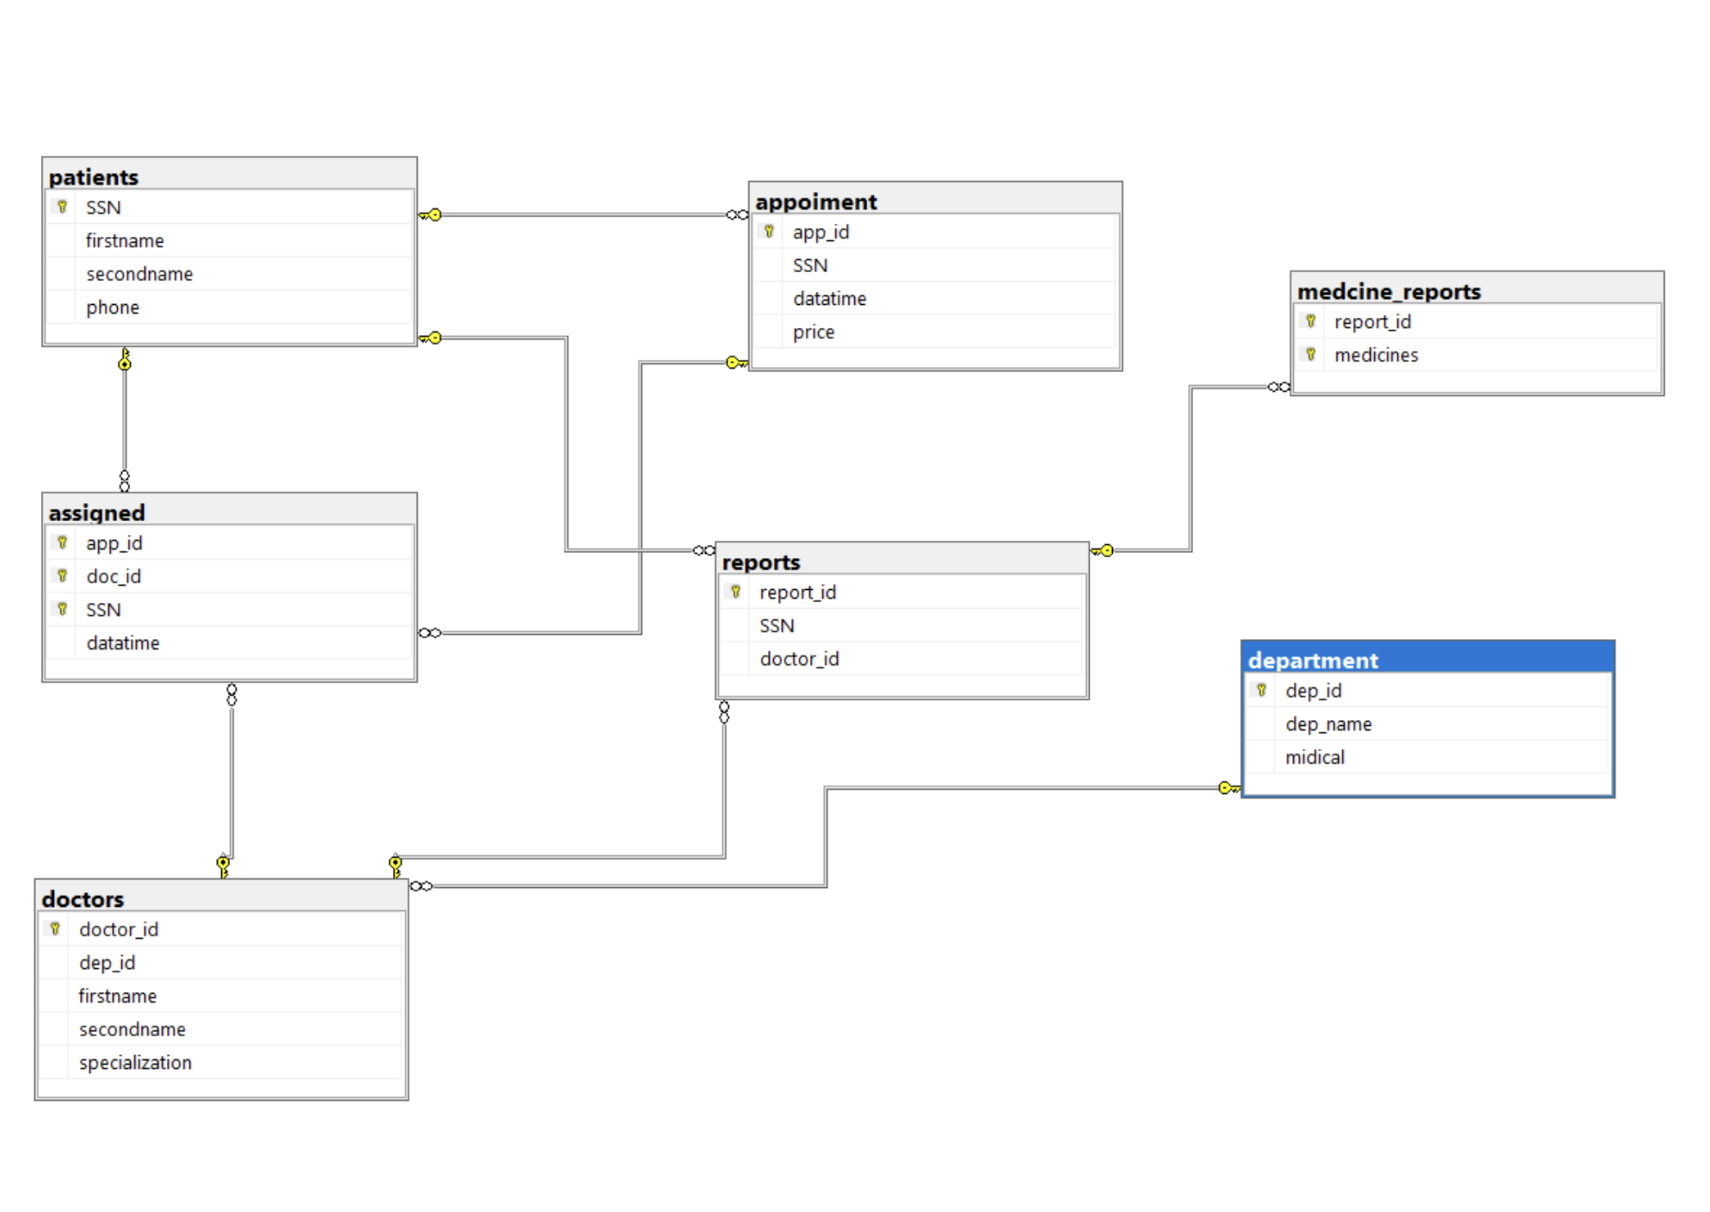 patients
SSN
firstname
secondname
phone
appoiment
app_id
SSN
datatime
price
medcine_reports
report_id
medicines
assigned
app_id
doc_id
SSN
datatime
reports
report_id
SSN
doctor_id
department
dep_id
dep_name
midical
doctors
doctor_id
dep_id
firstname
secondname
specialization